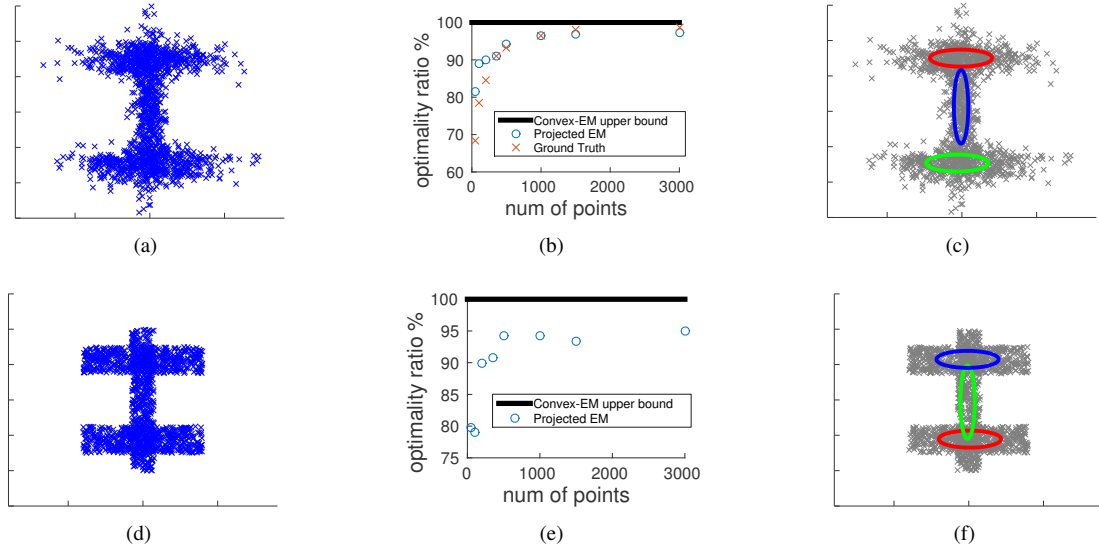 100
90
80
70
60
optimality ratio %
Convex-EM upper bound
Projected EM
Ground Truth
0
1000
2000
3000
num of points
(a)
(b)
(c)
100
95
90
85
80
75
optimality ratio %
Convex-EM upper bound
Projected EM
0
1000
2000
3000
num of points
(d)
(e)
(f)